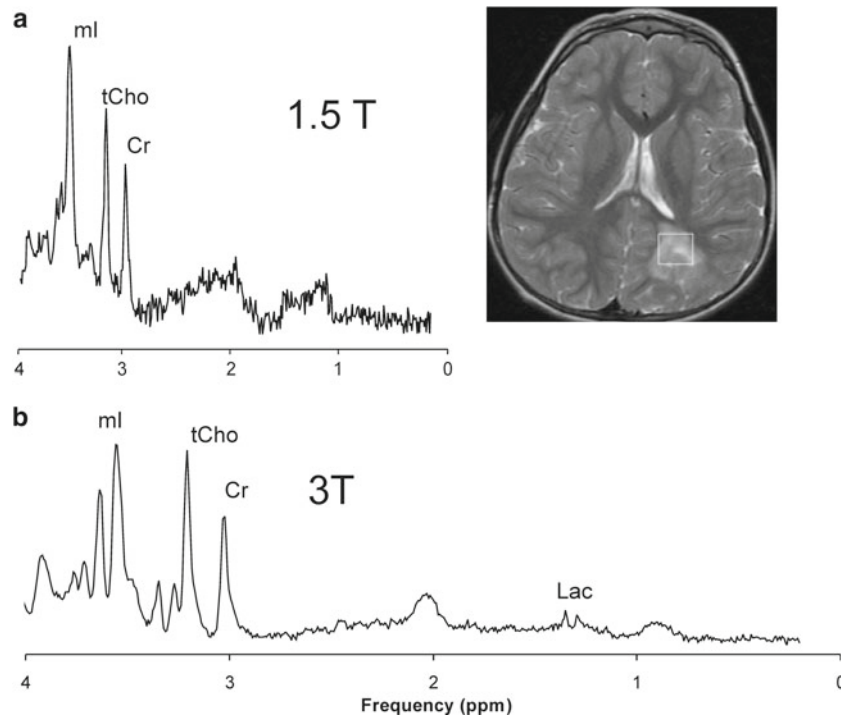 a
mI
tCho
Cr
1.5 T
4 3 2 1 0
b
mI
tCho
Cr
3T
Lac
4 3 2 1 0
Frequency (ppm)